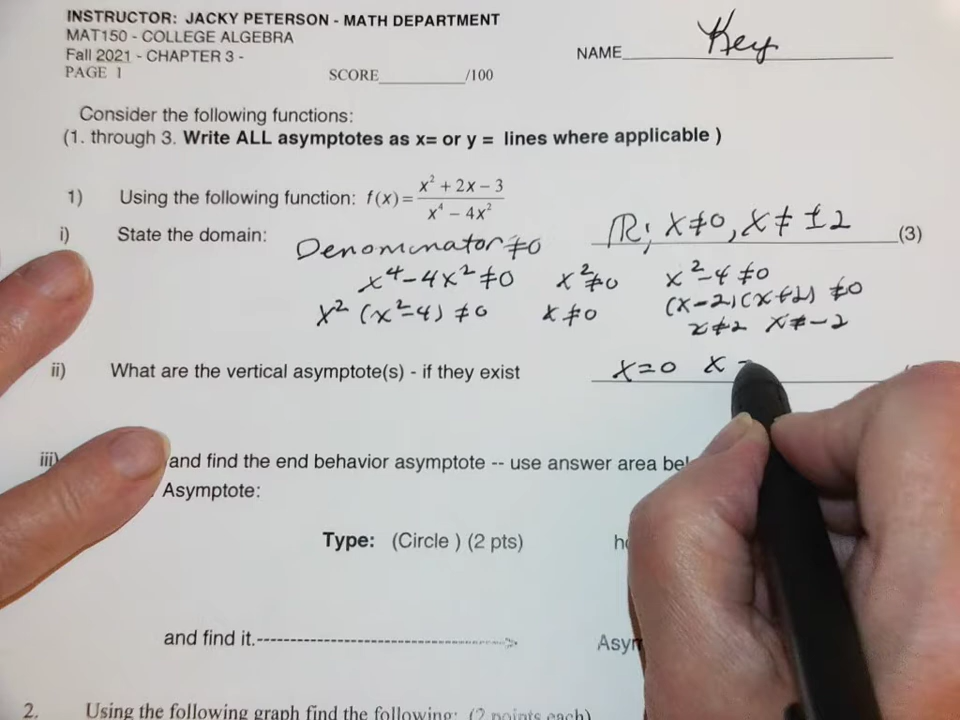 INSTRUCTOR: JACKY PETERSON - MATH DEPARTMENT
MAT150 - COLLEGE ALGEBRA
Fall 2021 - CHAPTER 3 -
NAME Key
PAGE 1 SCORE /100
Consider the following functions:
(1. through 3. Write ALL asymptotes as x= or y = lines where applicable )
1) Using the following function: f(x)= (x² + 2x − 3)/(x⁴ − 4x²)
i) State the domain: ℝ; x≠0, x≠ ±2 (3)
Denominator ≠0
x⁴-4x²≠0 x²≠0 x²-4≠0
x²(x²-4)≠0 x≠0 (x-2)(x+2)≠0
x≠2 x≠-2
ii) What are the vertical asymptote(s) - if they exist x=0 x =
iii) and find the end behavior asymptote -- use answer area
Asymptote:
Type: (Circle ) (2 pts)
and find it.
2. Using the following graph find the following: (2 points each)